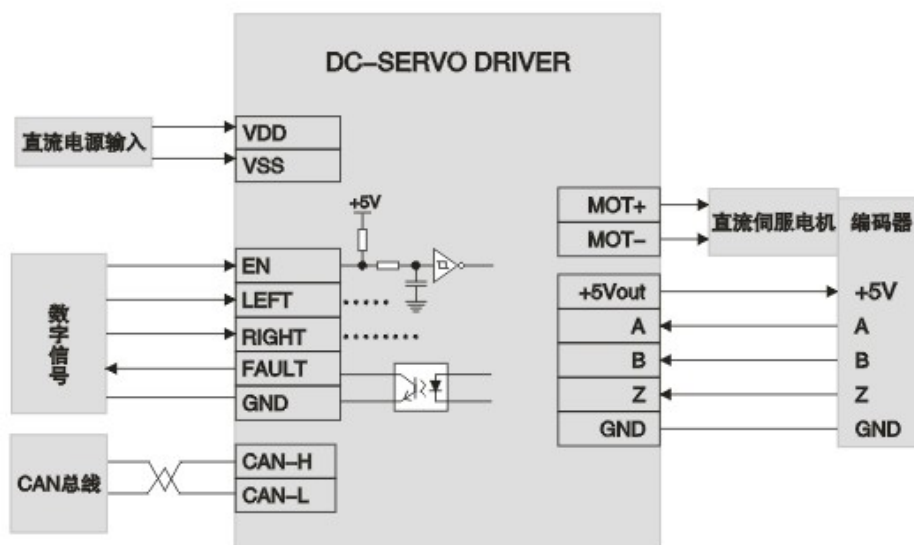 DC-SERVO DRIVER
直流电源输入
VDD
VSS
+5V
数字信号
EN
LEFT
RIGHT
FAULT
GND
CAN总线
CAN-H
CAN-L
MOT+
MOT-
直流伺服电机
编码器
+5Vout
A
B
Z
GND
+5V
A
B
Z
GND